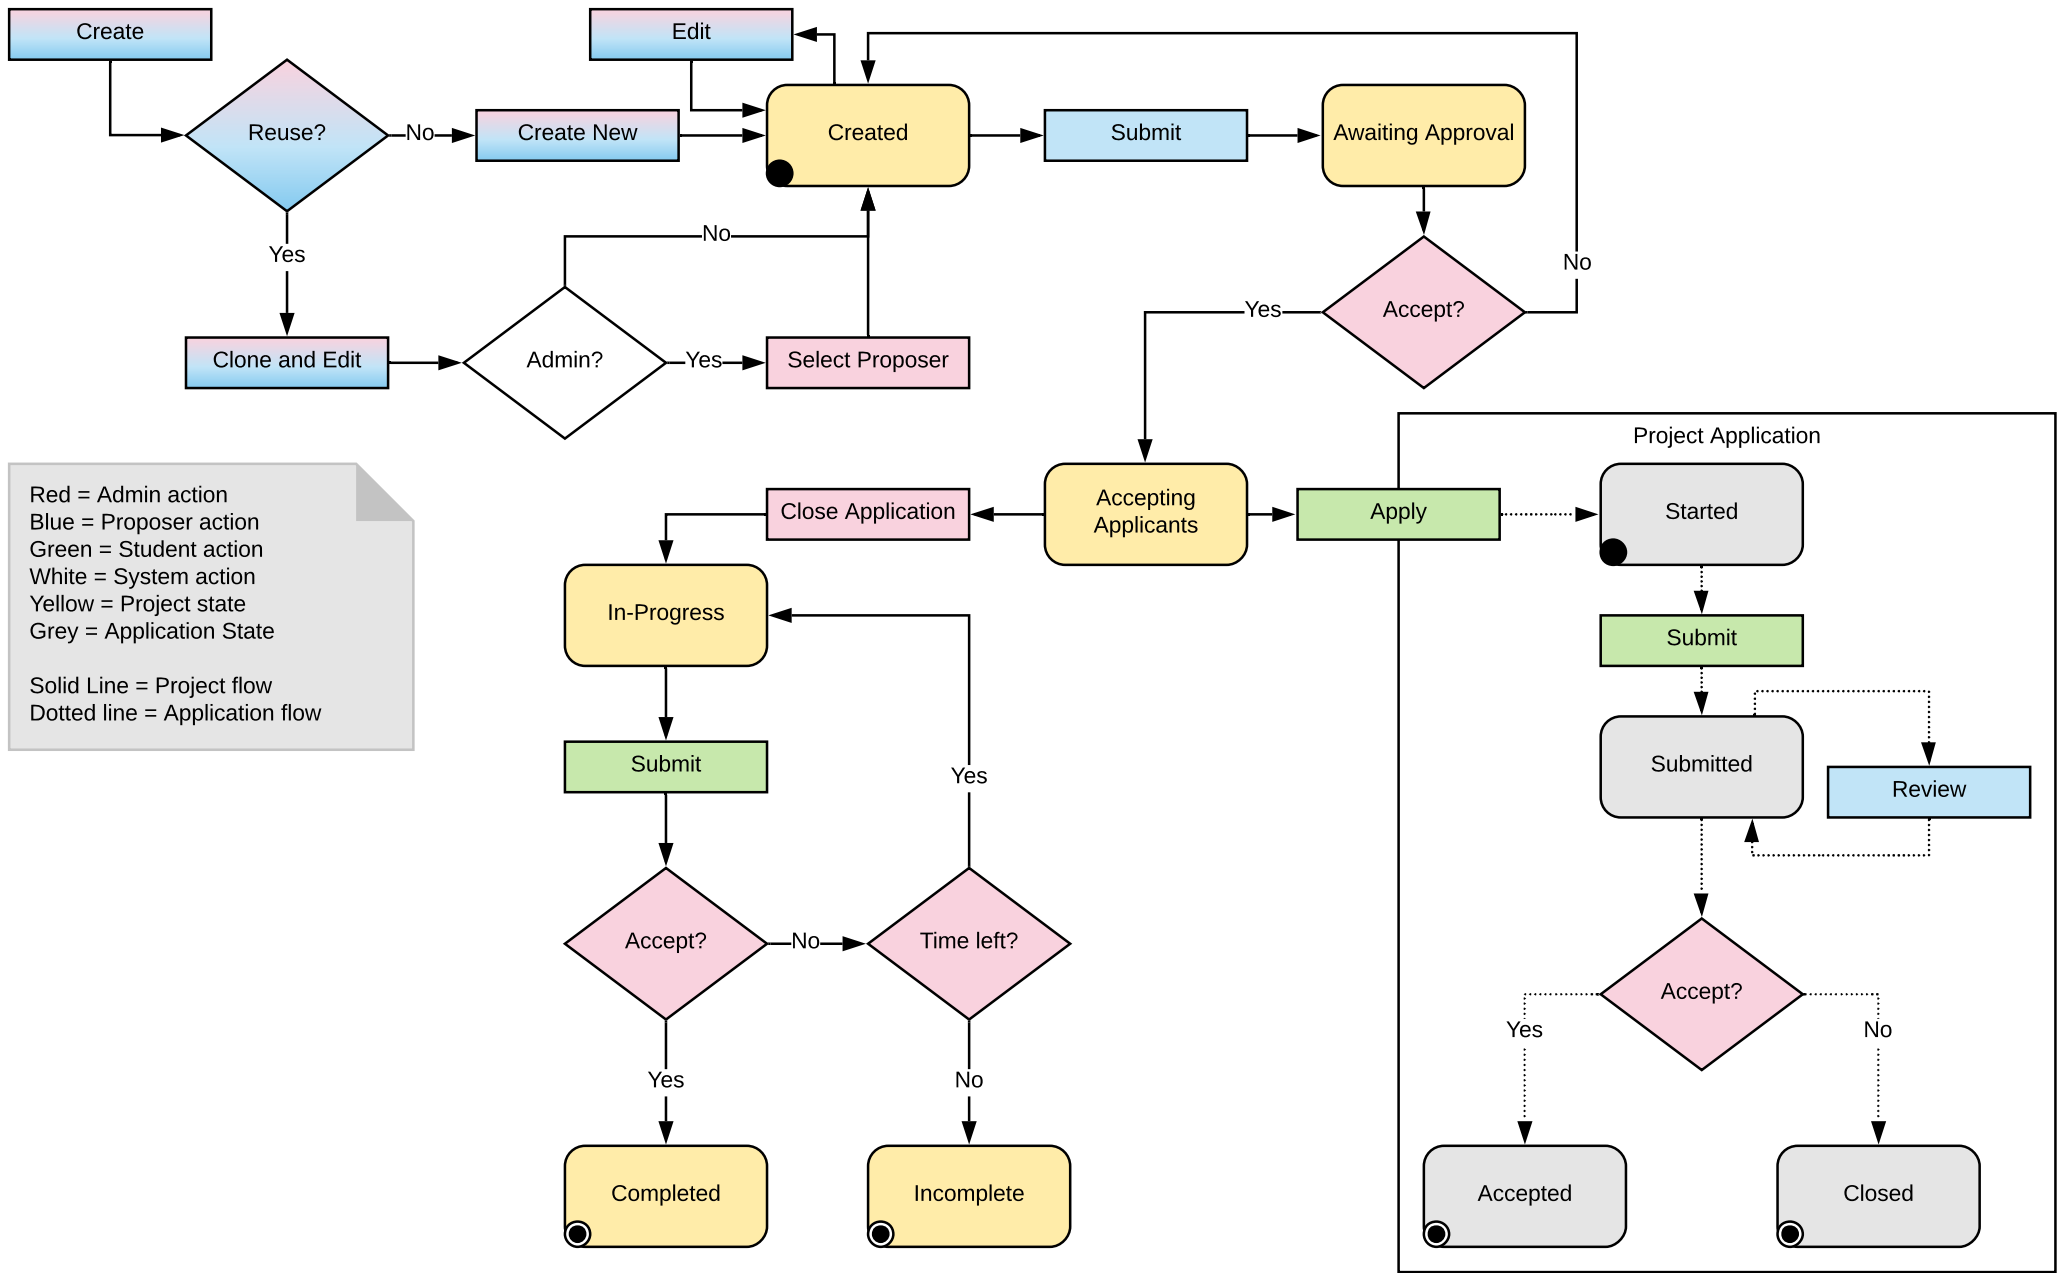 Create
Edit
Reuse?
No
Create New
Created
Submit
Awaiting Approval
Yes
No
No
Accept?
Yes
Clone and Edit
Admin?
Yes
Select Proposer
Project Application
Red = Admin action
Blue = Proposer action
Green = Student action
White = System action
Yellow = Project state
Grey = Application State
Solid Line = Project flow
Dotted line = Application flow
Close Application
Accepting
Applicants
Apply
Started
In-Progress
Submit
Submit
Yes
Submitted
Review
Accept?
No
Time left?
Accept?
Yes
No
Yes
No
Completed
Incomplete
Accepted
Closed